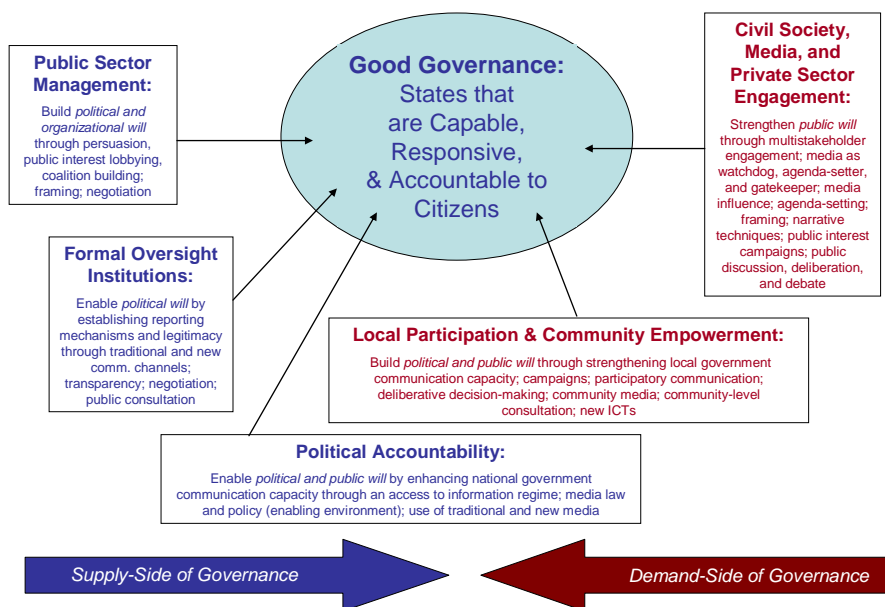 Public Sector
Management:
Build political and
organizational will
through persuasion,
public interest lobbying,
coalition building;
framing; negotiation
Good Governance:
States that
are Capable,
Responsive,
& Accountable to
Citizens
Civil Society,
Media, and
Private Sector
Engagement:
Strengthen public will
through multistakeholder
engagement; media as
watchdog, agenda-setter,
and gatekeeper; media
influence; agenda-setting;
framing; narrative
techniques; public interest
campaigns; public
discussion, deliberation,
and debate
Formal Oversight
Institutions:
Enable political will by
establishing reporting
mechanisms and legitimacy
through traditional and new
comm. channels;
transparency; negotiation;
public consultation
Local Participation & Community Empowerment:
Build political and public will through strengthening local government
communication capacity; campaigns; participatory communication;
deliberative decision-making; community media; community-level
consultation; new ICTs
Political Accountability:
Enable political and public will by enhancing national government
communication capacity through an access to information regime; media law
and policy (enabling environment); use of traditional and new media
Supply-Side of Governance
Demand-Side of Governance